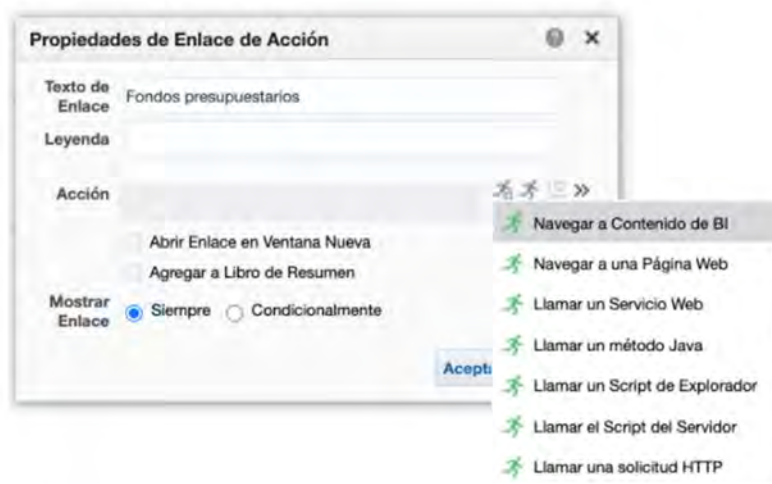 Propiedades de Enlace de Acción
Texto de
Enlace
Fondos presupuestarios
Leyenda
Acción
Abrir Enlace en Ventana Nueva
Agregar a Libro de Resumen
Mostrar
Enlace
Siempre
Condicionalmente
Navegar a Contenido de BI
Navegar a una Página Web
Llamar un Servicio Web
Llamar un método Java
Llamar un Script de Explorador
Llamar el Script del Servidor
Llamar una solicitud HTTP